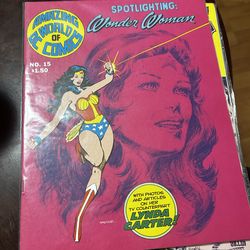 SPOTLIGHTING:
Wonder Woman
AMAZING
WORLD
OF
DC
COMICS
NO. 15
$1.50
WITH PHOTOS
AND ARTICLES
ON HER
TV COUNTERPART
LYNDA
CARTER!